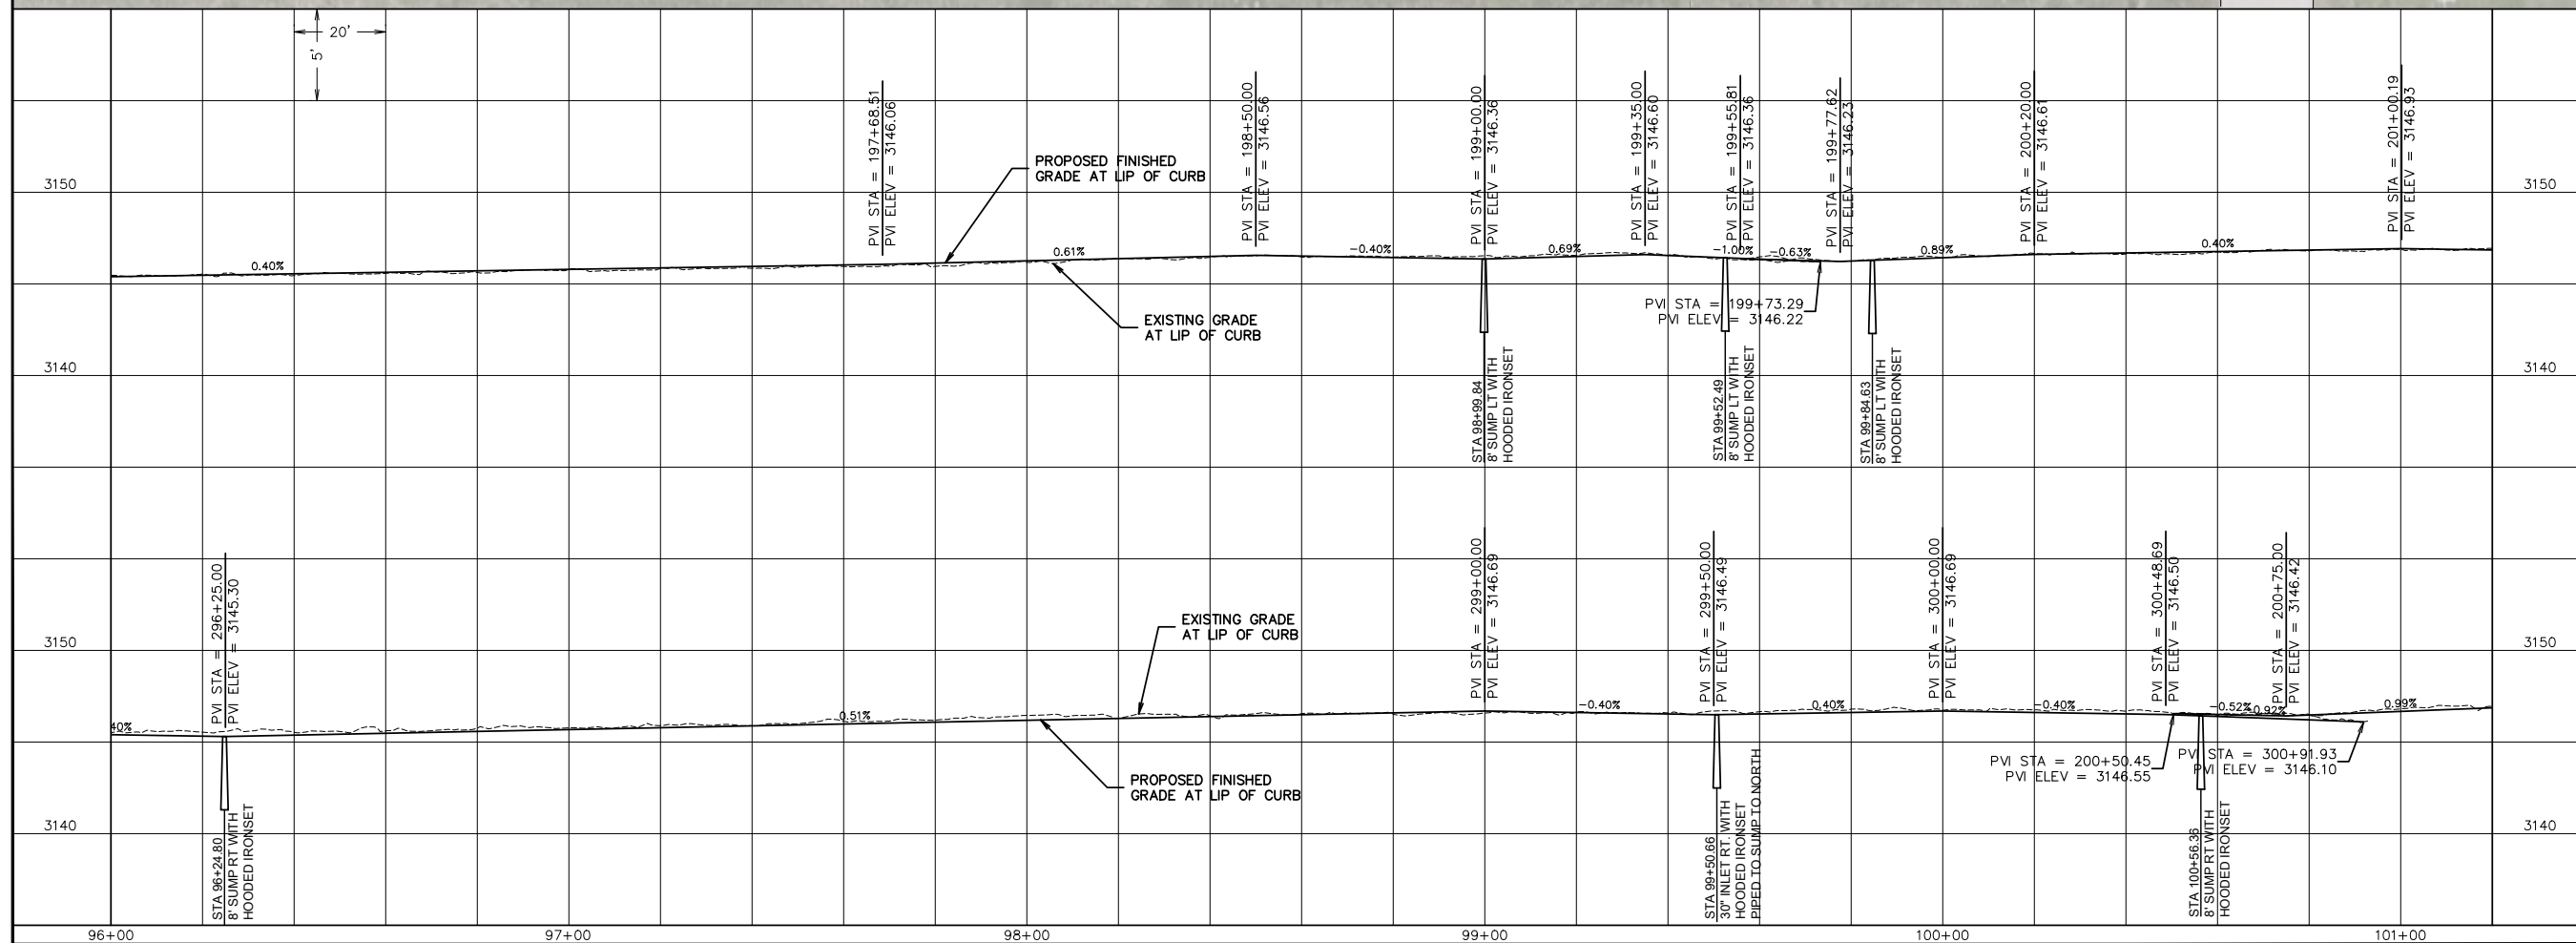 20'
5'
PVI STA = 197+68.51
PVI ELEV = 3146.06
PVI STA = 198+50.00
PVI ELEV = 3146.56
PVI STA = 199+00.00
PVI ELEV = 3146.36
PVI STA = 199+35.00
PVI ELEV = 3146.60
PVI STA = 199+55.81
PVI ELEV = 3146.36
PVI STA = 199+77.62
PVI ELEV = 3146.23
PVI STA = 200+20.00
PVI ELEV = 3146.61
PVI STA = 201+00.19
PVI ELEV = 3146.93
PROPOSED FINISHED
GRADE AT LIP OF CURB
3150
3150
0.40%
0.61%
-0.40%
0.69%
-1.00%
-0.63%
0.89%
0.40%
EXISTING GRADE
AT LIP OF CURB
PVI STA = 199+73.29
PVI ELEV = 3146.22
3140
3140
STA 98+99.84
8' SUMP LT WITH
HOODED IRONSET
STA 99+52.49
8' SUMP LT WITH
HOODED IRONSET
STA 99+84.63
8' SUMP LT WITH
HOODED IRONSET
PVI STA = 296+25.00
PVI ELEV = 3145.30
PVI STA = 299+00.00
PVI ELEV = 3146.69
PVI STA = 299+50.00
PVI ELEV = 3146.49
PVI STA = 300+00.00
PVI ELEV = 3146.69
PVI STA = 300+48.69
PVI ELEV = 3146.50
PVI STA = 200+75.00
PVI ELEV = 3146.42
EXISTING GRADE
AT LIP OF CURB
3150
3150
40%
0.51%
-0.40%
0.40%
-0.40%
-0.52%
0.92%
0.99%
PROPOSED FINISHED
GRADE AT LIP OF CURB
PVI STA = 200+50.45
PVI ELEV = 3146.55
PVI STA = 300+91.93
PVI ELEV = 3146.10
3140
3140
STA 96+24.80
8' SUMP RT WITH
HOODED IRONSET
STA 99+50.66
30" INLET RT. WITH
HOODED IRONSET
PIPED TO SUMP TO NORTH
STA 100+56.36
8' SUMP RT WITH
HOODED IRONSET
96+00
97+00
98+00
99+00
100+00
101+00